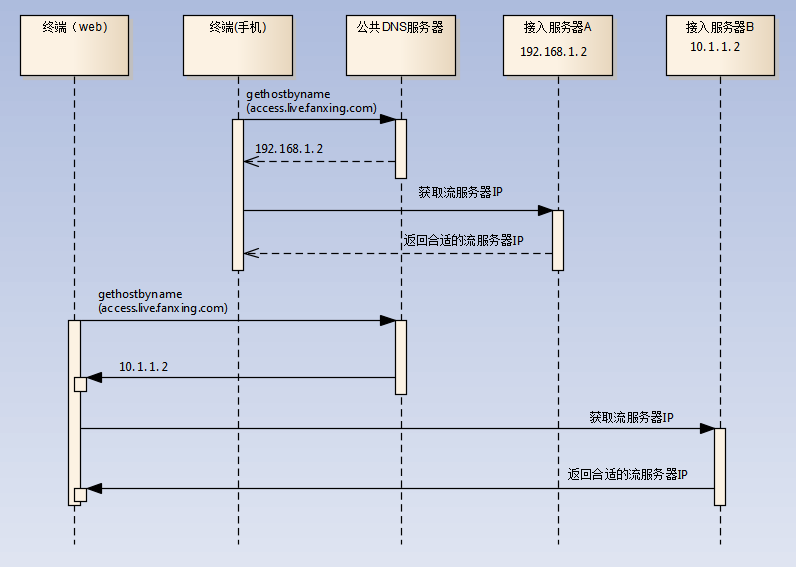 终端（web）
终端(手机)
公共DNS服务器
接入服务器A
192.168.1.2
接入服务器B
10.1.1.2
gethostbyname
(access.live.fanxing.com)
192.168.1.2
获取流服务器IP
返回合适的流服务器IP
gethostbyname
(access.live.fanxing.com)
10.1.1.2
获取流服务器IP
返回合适的流服务器IP